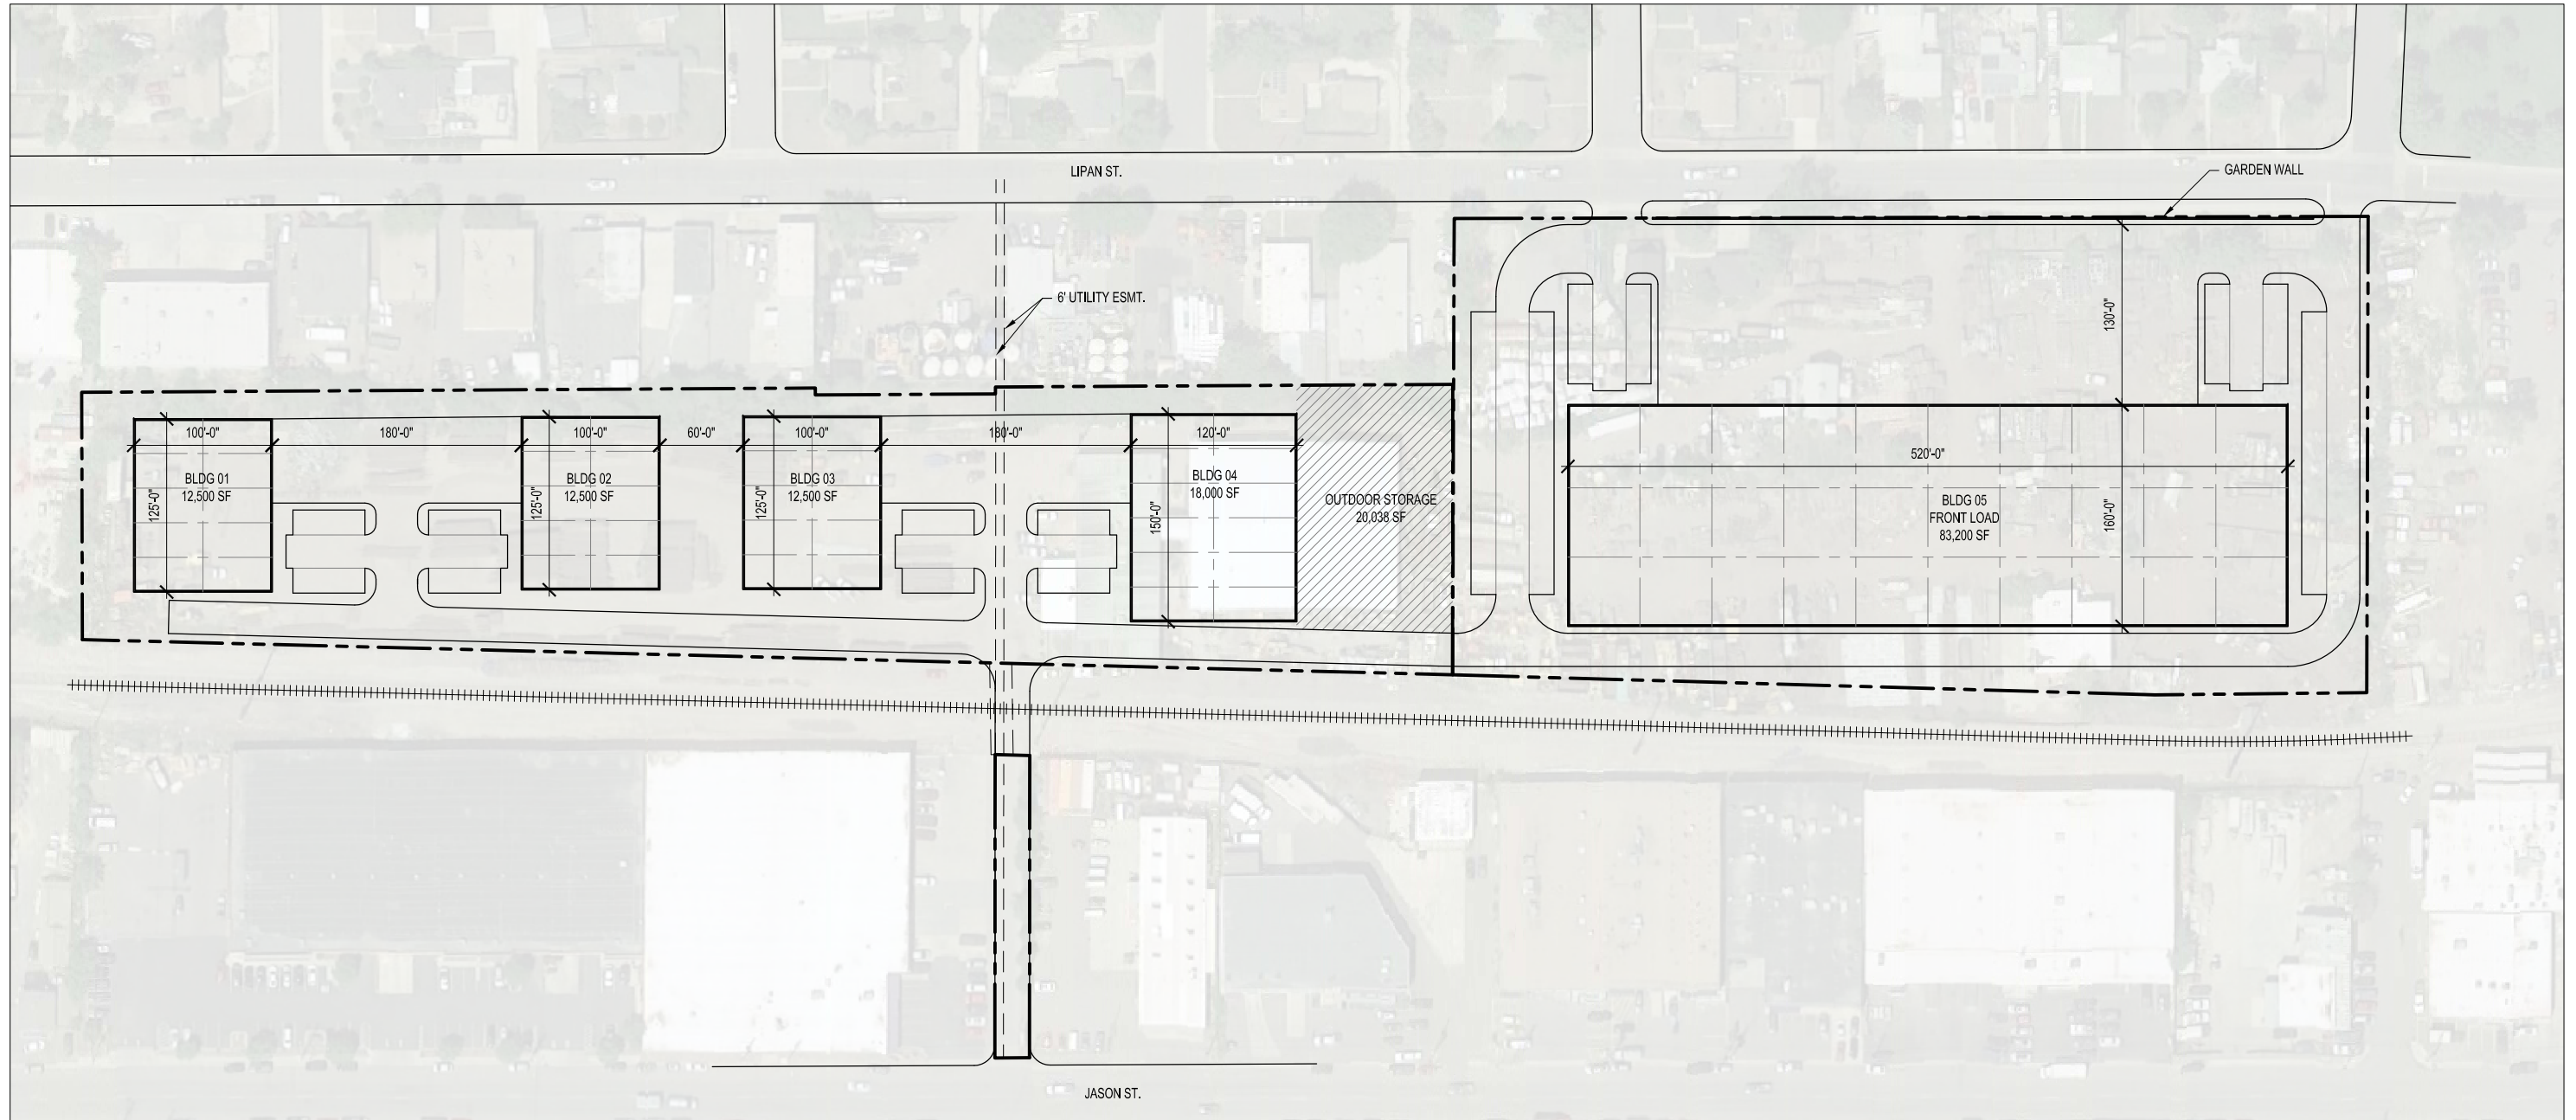 LIPAN ST.
GARDEN WALL
6' UTILITY ESMT.
130'-0"
100'-0"
180'-0"
100'-0"
60'-0"
100'-0"
180'-0"
120'-0"
520'-0"
BLDG 01
12,500 SF
125'-0"
BLDG 02
12,500 SF
125'-0"
BLDG 03
12,500 SF
125'-0"
BLDG 04
18,000 SF
150'-0"
OUTDOOR STORAGE
20,038 SF
BLDG 05
FRONT LOAD
83,200 SF
160'-0"
JASON ST.